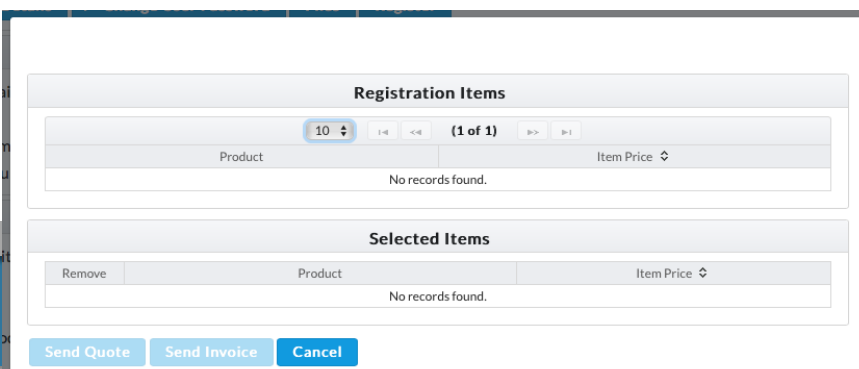 Registration Items
10 (1 of 1)
Product Item Price
No records found.
Selected Items
Remove Product Item Price
No records found.
Send Quote Send Invoice Cancel